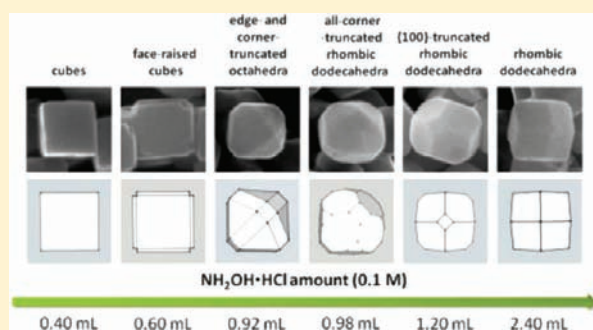 cubes
face-raised
cubes
edge- and
corner-
truncated
octahedra
all-corner
-truncated
rhombic
dodecahedra
{100}-truncated
rhombic
dodecahedra
rhombic
dodecahedra
NH₂OH•HCl amount (0.1 M)
0.40 mL 0.60 mL 0.92 mL 0.98 mL 1.20 mL 2.40 mL